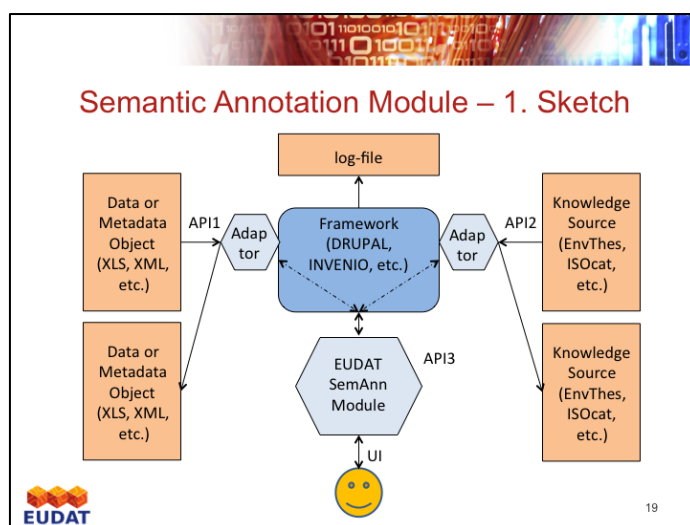 Semantic Annotation Module – 1. Sketch
log-file
Data or
Metadata
Object
(XLS, XML,
etc.)
API1
Adap
tor
Framework
(DRUPAL,
INVENIO, etc.)
Adap
tor
API2
Knowledge
Source
(EnvThes,
ISOcat,
etc.)
Data or
Metadata
Object
(XLS, XML,
etc.)
EUDAT
SemAnn
Module
API3
Knowledge
Source
(EnvThes,
ISOcat,
etc.)
UI
EUDAT
19